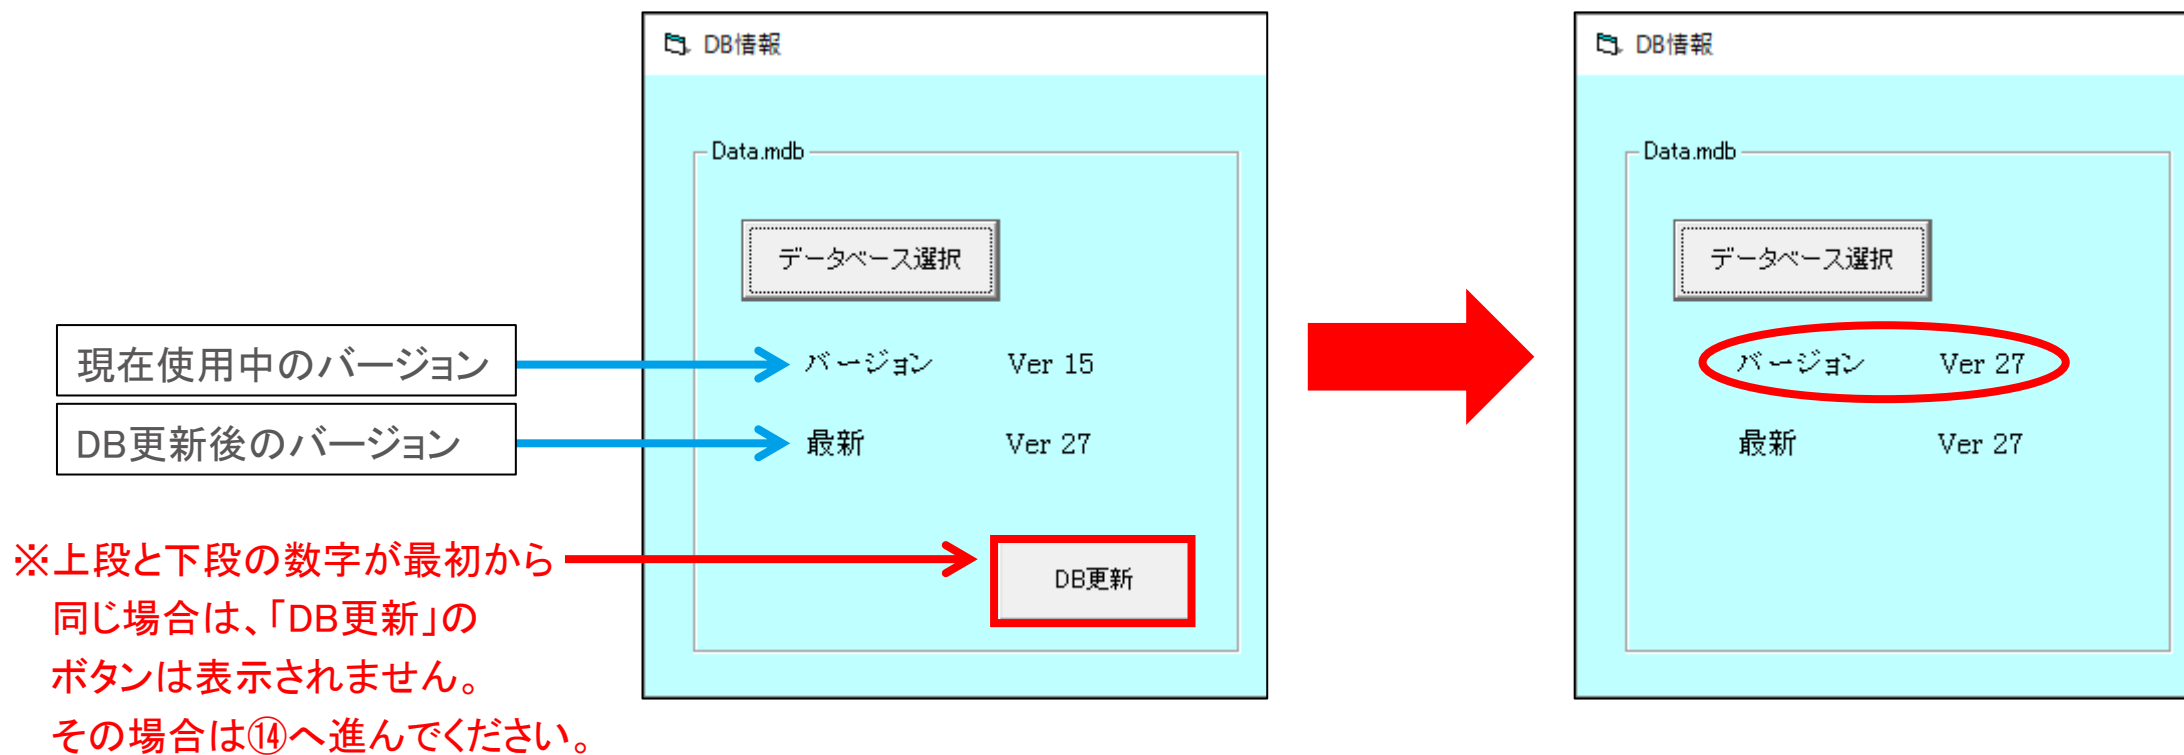 DB情報
Data.mdb
データベース選択
現在使用中のバージョン
バージョン Ver 15
DB更新後のバージョン
最新 Ver 27
※上段と下段の数字が最初から
同じ場合は、「DB更新」の
ボタンは表示されません。
その場合は⑭へ進んでください。
DB更新
DB情報
Data.mdb
データベース選択
バージョン Ver 27
最新 Ver 27